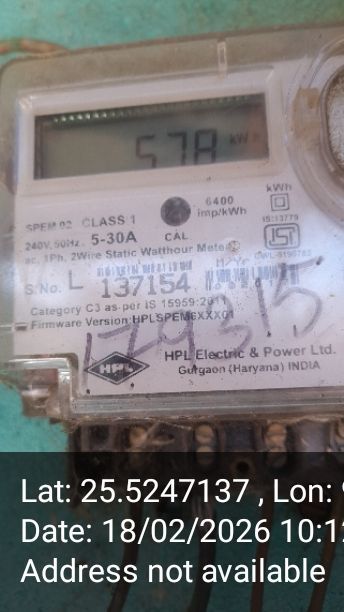 578 kWh
6400
imp/kWh
kWh
IS:13779
SPEM 02 CLASS 1
240V, 50Hz. 5-30A CAL
ac, 1Ph, 2Wire Static Watthour Meter
S.No. L 137154
Category C3 as per IS 15959:2011
Firmware Version:HPLSPEM6XXX01
HPL
HPL Electric & Power Ltd.
Gurgaon (Haryana) INDIA
Lat: 25.5247137 , Lon:
Date: 18/02/2026 10:12
Address not available